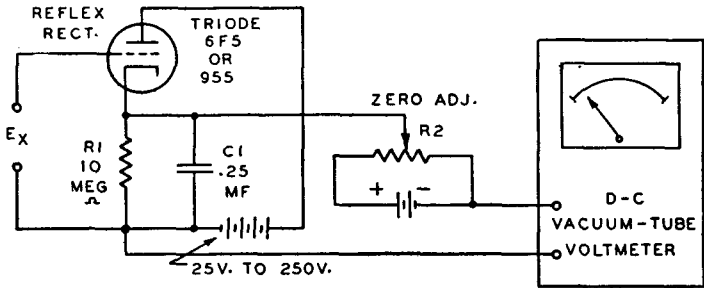 REFLEX
RECT.
TRIODE
6F5
OR
955
EX
R1
10
MEG
Ω
C1
.25
MF
ZERO ADJ.
R2
+ -
25V. TO 250V.
D-C
VACUUM-TUBE
VOLTMETER